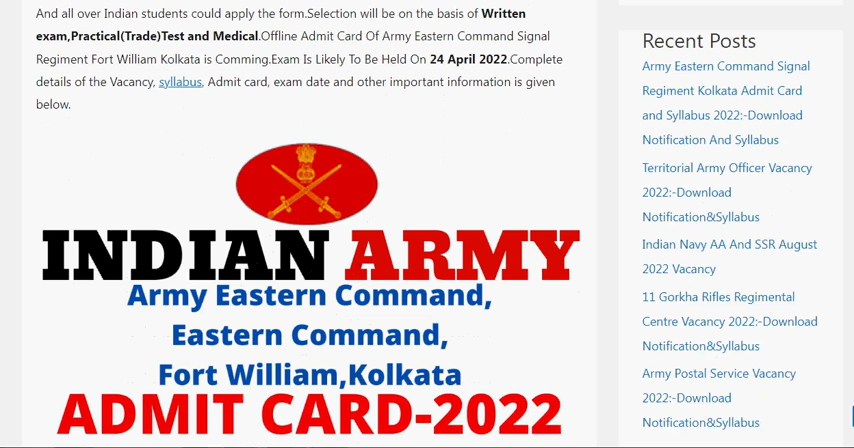 And all over Indian students could apply the form.Selection will be on the basis of Written
exam,Practical(Trade)Test and Medical.Offline Admit Card Of Army Eastern Command Signal
Regiment Fort William Kolkata is Comming.Exam Is Likely To Be Held On 24 April 2022.Complete
details of the Vacancy, syllabus, Admit card, exam date and other important information is given
below.
INDIAN ARMY
Army Eastern Command,
Eastern Command,
Fort William,Kolkata
ADMIT CARD-2022
Recent Posts
Army Eastern Command Signal
Regiment Kolkata Admit Card
and Syllabus 2022:-Download
Notification And Syllabus
Territorial Army Officer Vacancy
2022:-Download
Notification&Syllabus
Indian Navy AA And SSR August
2022 Vacancy
11 Gorkha Rifles Regimental
Centre Vacancy 2022:-Download
Notification&Syllabus
Army Postal Service Vacancy
2022:-Download
Notification&Syllabus